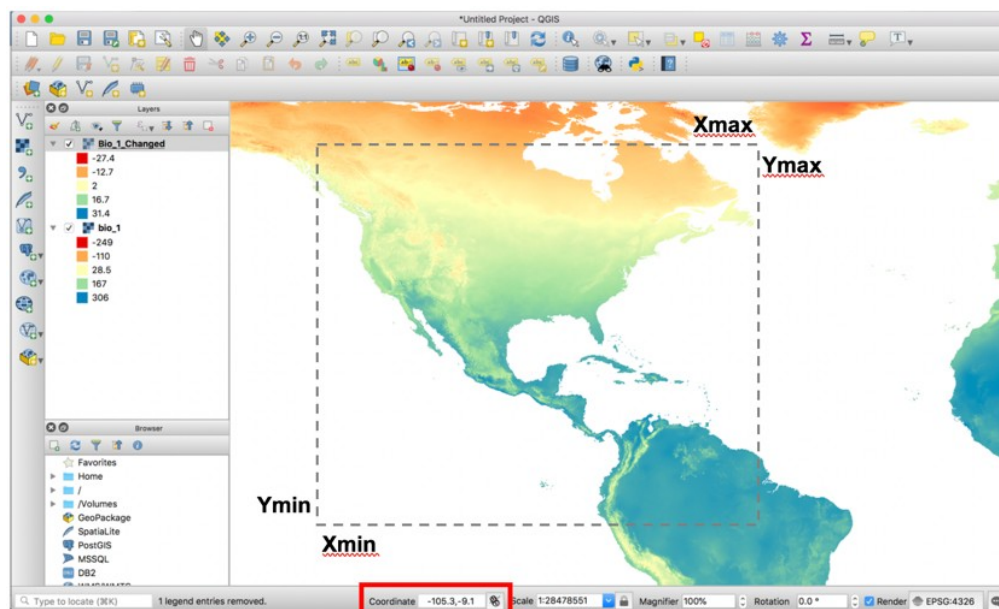 *Untitled Project - QGIS
Layers
Bio_1_Changed
-27.4
-12.7
2
16.7
31.4
bio_1
-249
-110
28.5
167
306
Browser
Favorites
Home
/
/Volumes
GeoPackage
SpatiaLite
PostGIS
MSSQL
DB2
Xmax
Ymax
Ymin
Xmin
Type to locate (⌘K)
1 legend entries removed.
Coordinate -105.3,-9.1
Scale 1:28478551
Magnifier 100%
Rotation 0.0 °
Render
EPSG:4326